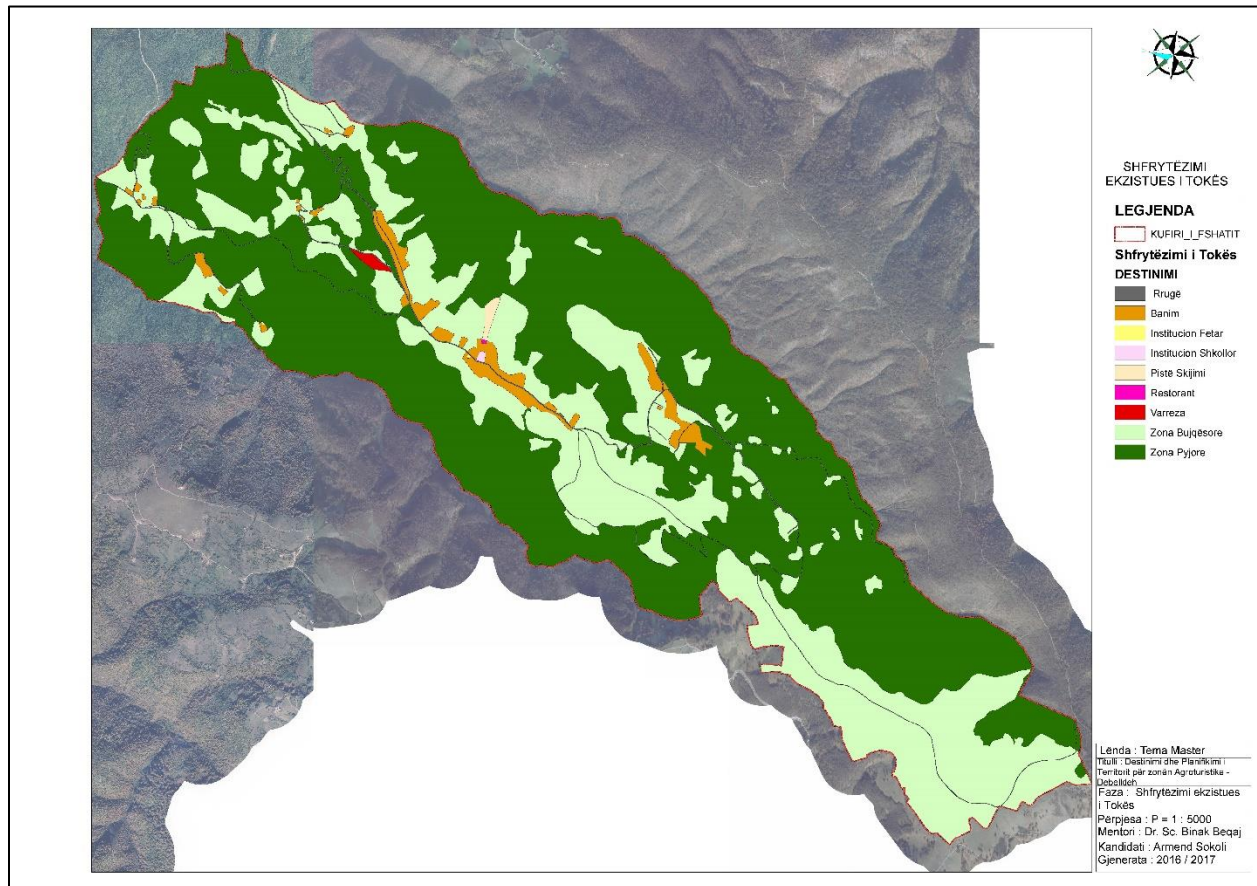 SHFRYTËZIMI
EKZISTUES I TOKËS
LEGJENDA
KUFIRI_I_FSHATIT
Shfrytëzimi i Tokës
DESTINIMI
Rrugë
Banim
Institucion Fetar
Institucion Shkollor
Pistë Skijimi
Restorant
Varreza
Zona Bujqësore
Zona Pyjore
Lënda : Tema Master
Titulli : Destinimi dhe Planifikimi i
Territorit për zonën Agroturistike -
Debelldeh
Faza : Shfrytëzimi ekzistues
i Tokës
Përpjesa : P = 1 : 5000
Mentori : Dr. Sc. Binak Beqaj
Kandidati : Armend Sokoli
Gjenerata : 2016 / 2017